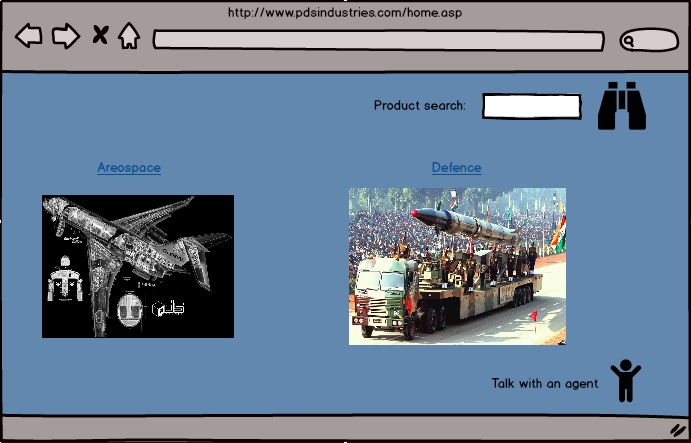 http://www.pdsindustries.com/home.asp
Product search:
Areospace
Defence
Talk with an agent